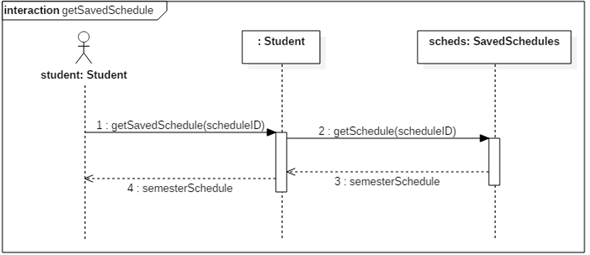 interaction getSavedSchedule
: Student
scheds: SavedSchedules
student: Student
1 : getSavedSchedule(scheduleID)
2 : getSchedule(scheduleID)
3 : semesterSchedule
4 : semesterSchedule